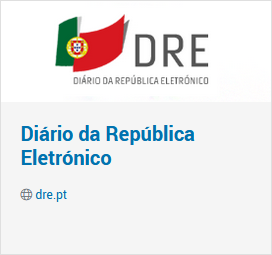 DRE
DIÁRIO DA REPÚBLICA ELETRÓNICO
Diário da República
Eletrónico
dre.pt